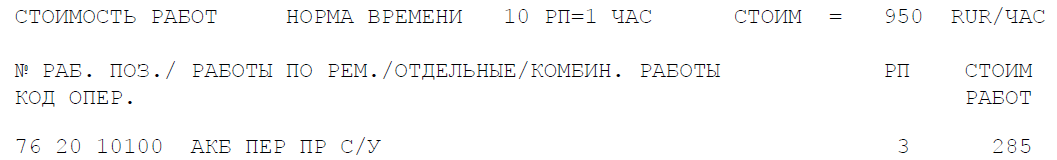 СТОИМОСТЬ РАБОТ НОРМА ВРЕМЕНИ 10 РП=1 ЧАС СТОИМ = 950 RUR/ЧАС
№ РАБ. ПОЗ./ РАБОТЫ ПО РЕМ./ОТДЕЛЬНЫЕ/КОМБИН. РАБОТЫ РП СТОИМ
КОД ОПЕР. РАБОТ
76 20 10100 АКБ ПЕР ПР С/У 3 285